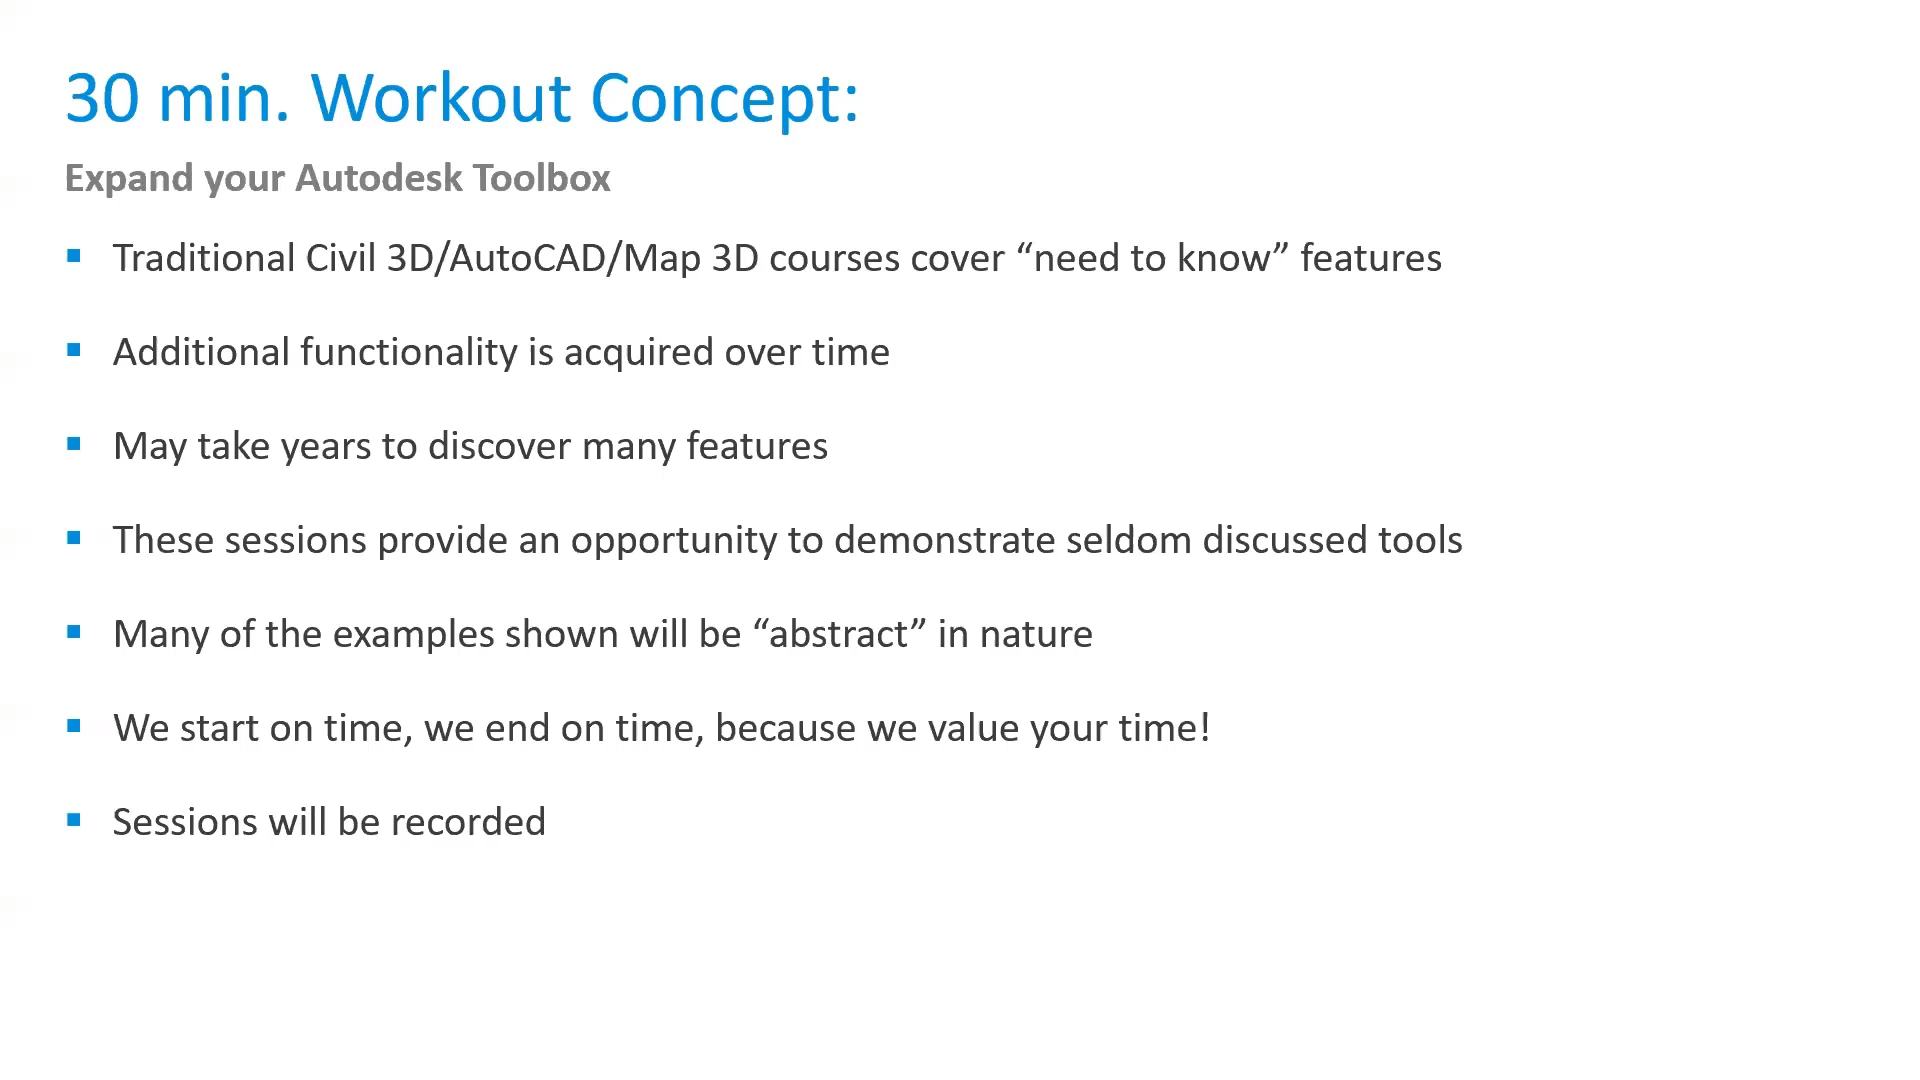 30 min. Workout Concept:
Expand your Autodesk Toolbox
▪ Traditional Civil 3D/AutoCAD/Map 3D courses cover “need to know” features
▪ Additional functionality is acquired over time
▪ May take years to discover many features
▪ These sessions provide an opportunity to demonstrate seldom discussed tools
▪ Many of the examples shown will be “abstract” in nature
▪ We start on time, we end on time, because we value your time!
▪ Sessions will be recorded